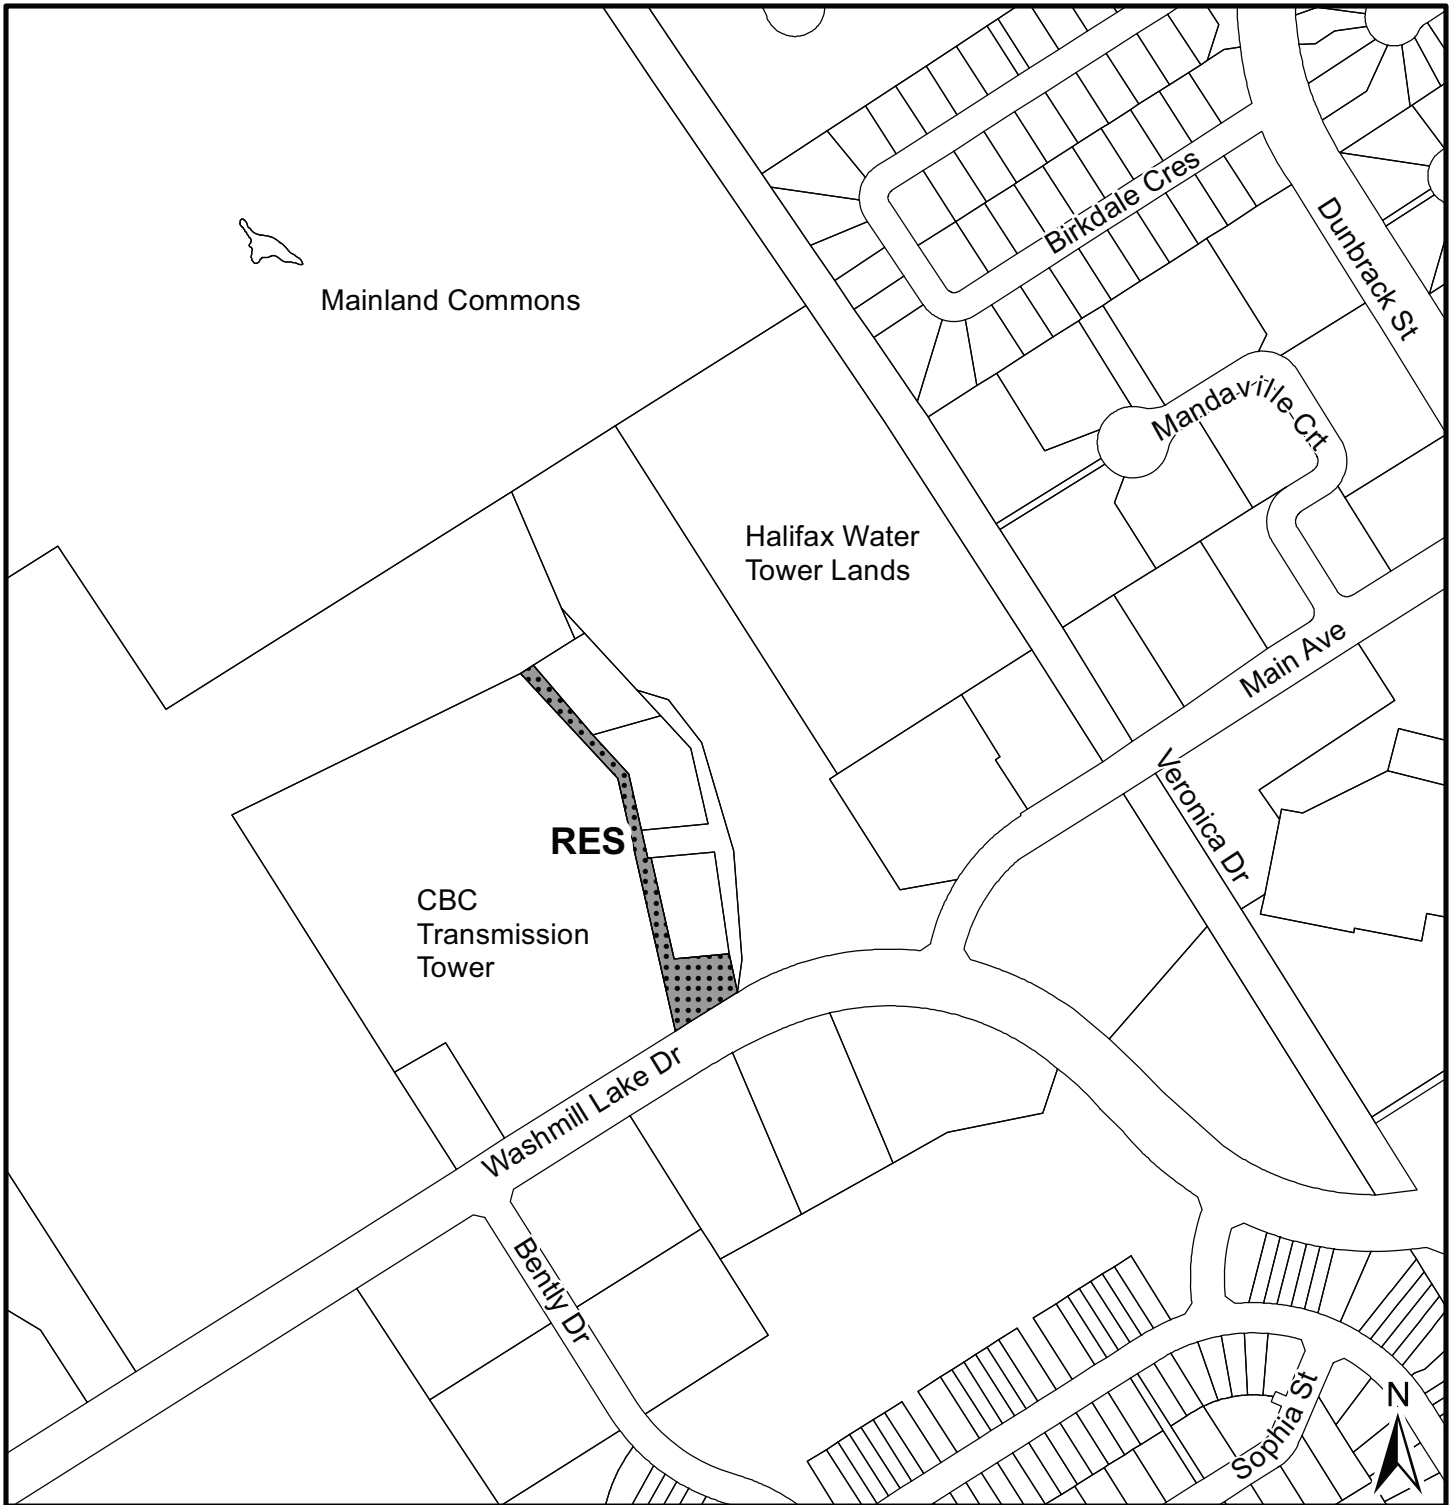 Birkdale Cres
Dunbrack St
Mainland Commons
Mandaville Crt
Halifax Water
Tower Lands
Main Ave
Veronica Dr
RES
CBC
Transmission
Tower
Washmill Lake Dr
Bently Dr
Sophia St
N